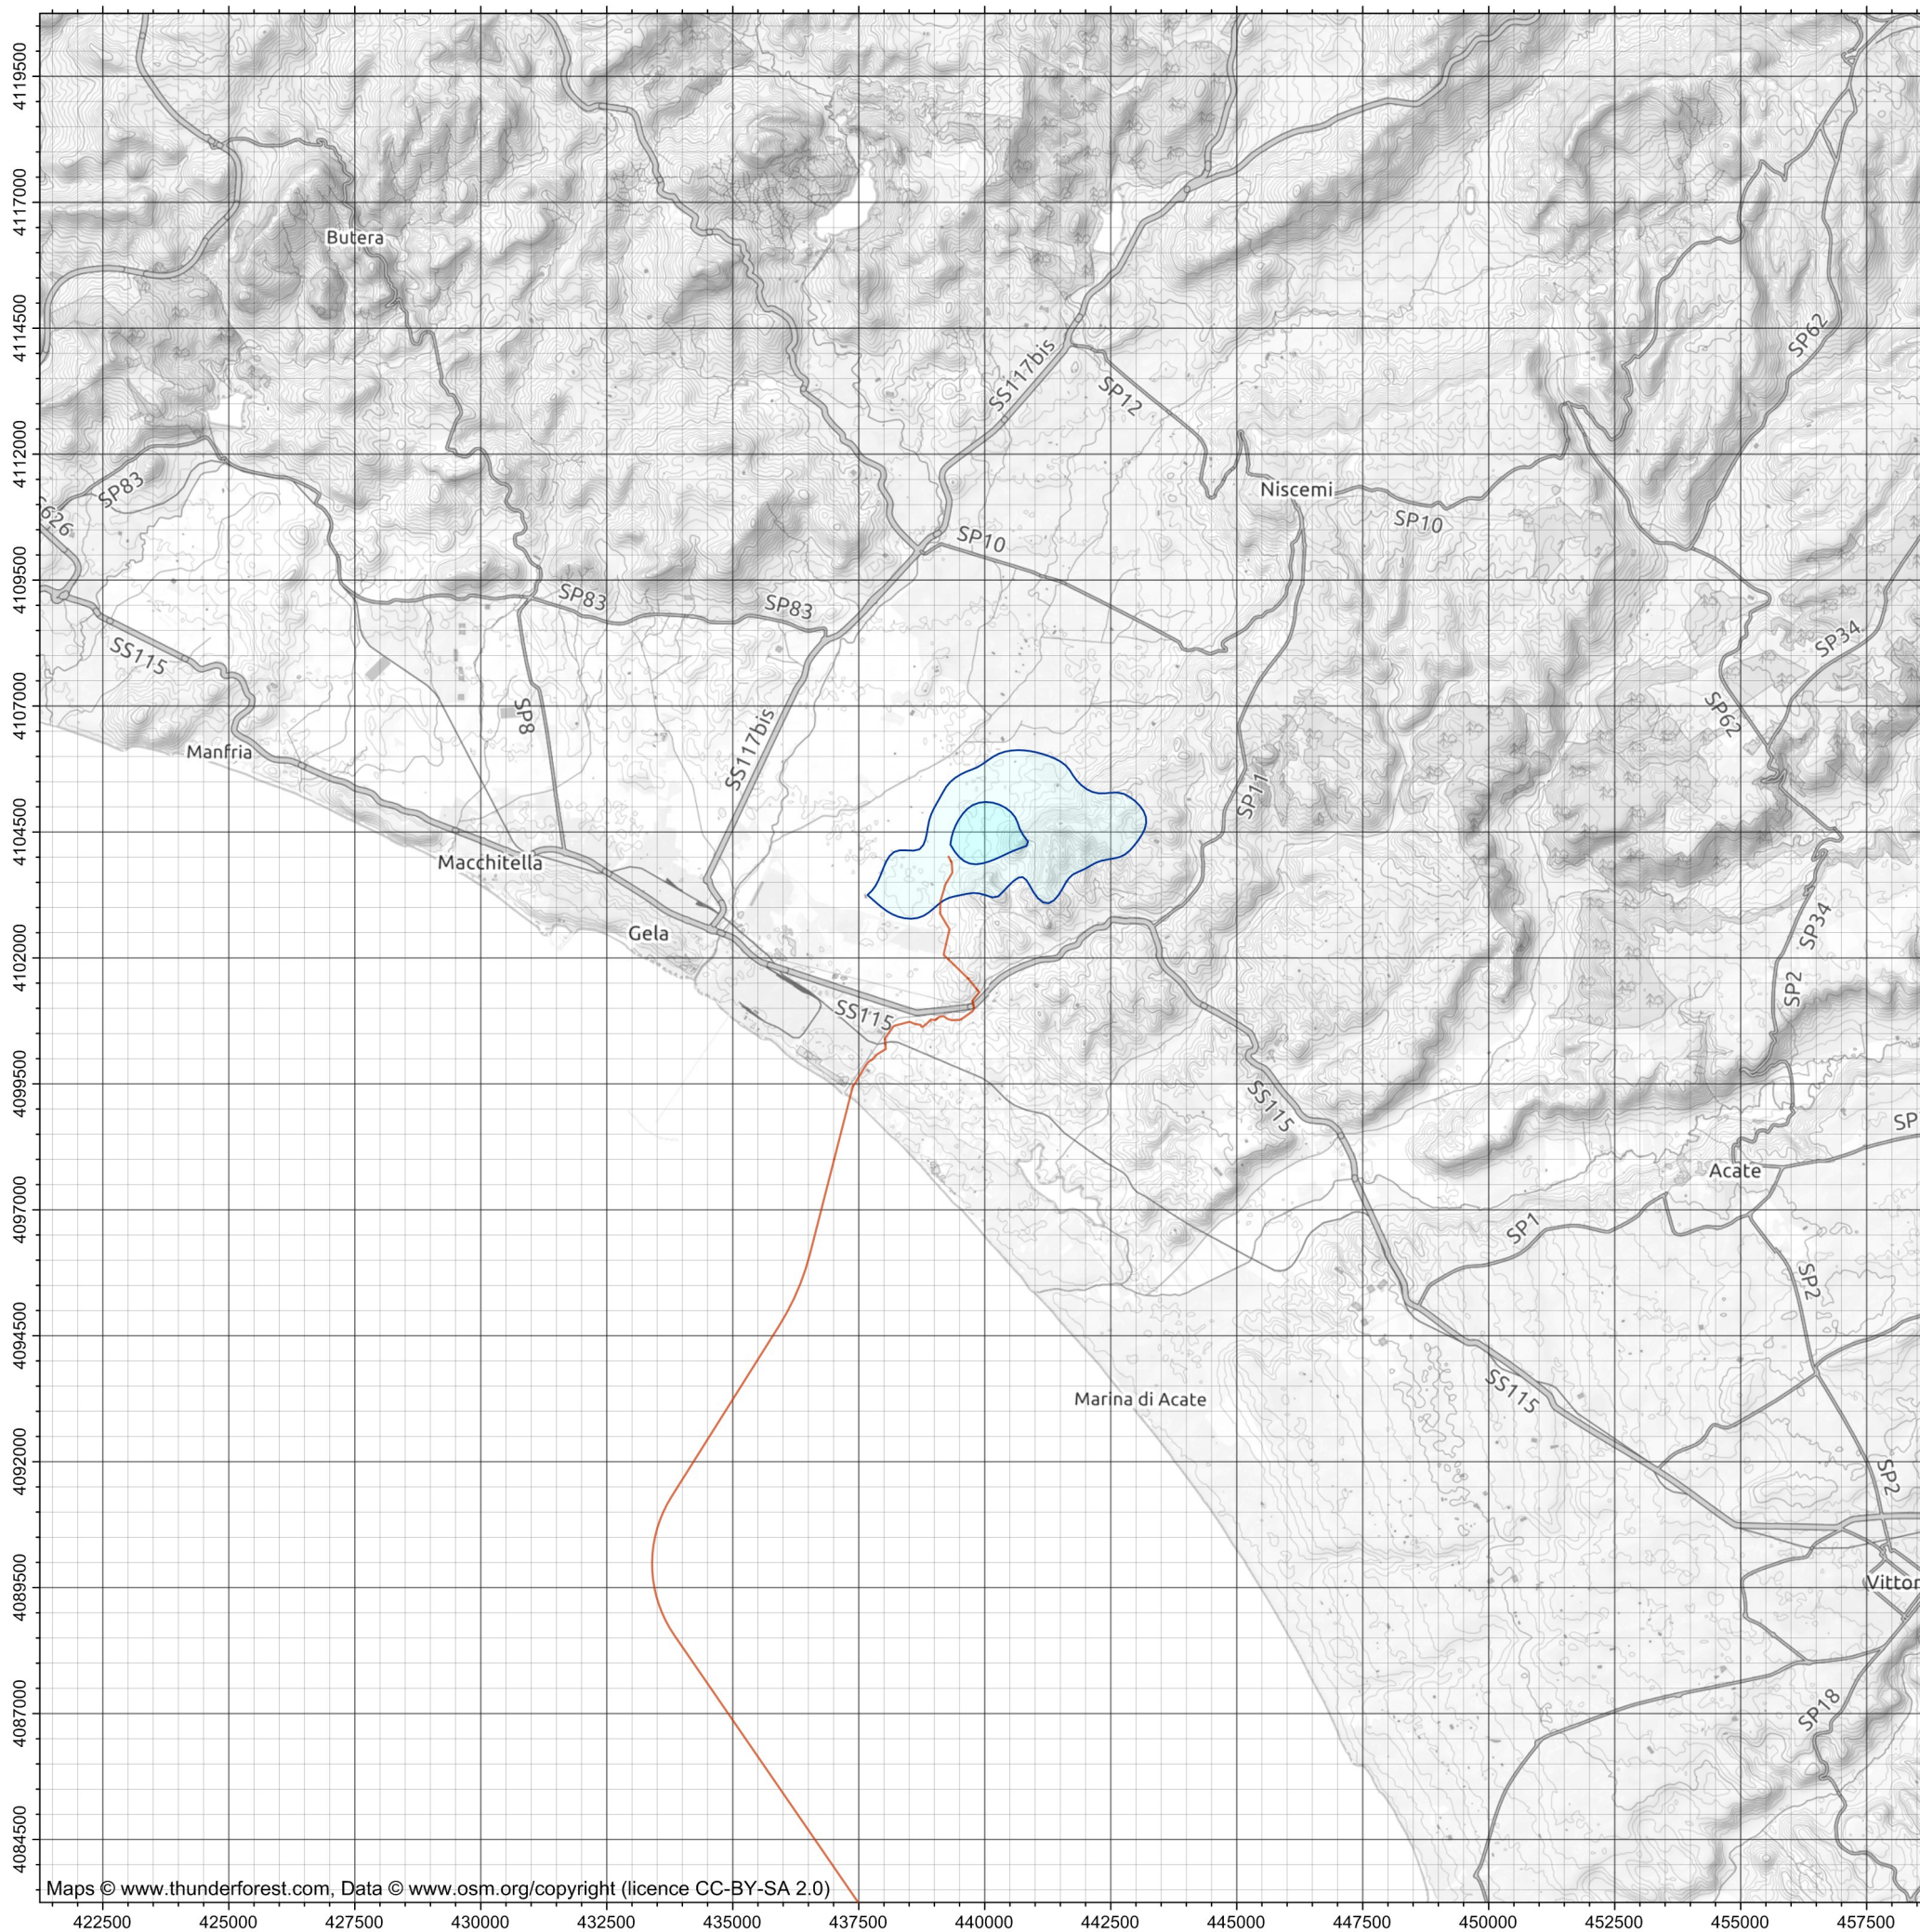 4119500
4117000
Butera
4114500
SP62
SS117bis
SP12
4112000
SP83
Niscemi
SP10
626
SP10
4109500
SP83
SP83
SP34
SS115
4107000
SP8
SP62
SS117bis
Manfria
SP11
4104500
Macchitella
SP34
Gela
4102000
SP2
SS115
4099500
SS115
SP
Acate
4097000
SP1
SP2
4094500
SS115
Marina di Acate
4092000
SP2
4089500
Vittor
4087000
SP18
4084500
Maps © www.thunderforest.com, Data © www.osm.org/copyright (licence CC-BY-SA 2.0)
422500 425000 427500 430000 432500 435000 437500 440000 442500 445000 447500 450000 452500 455000 457500